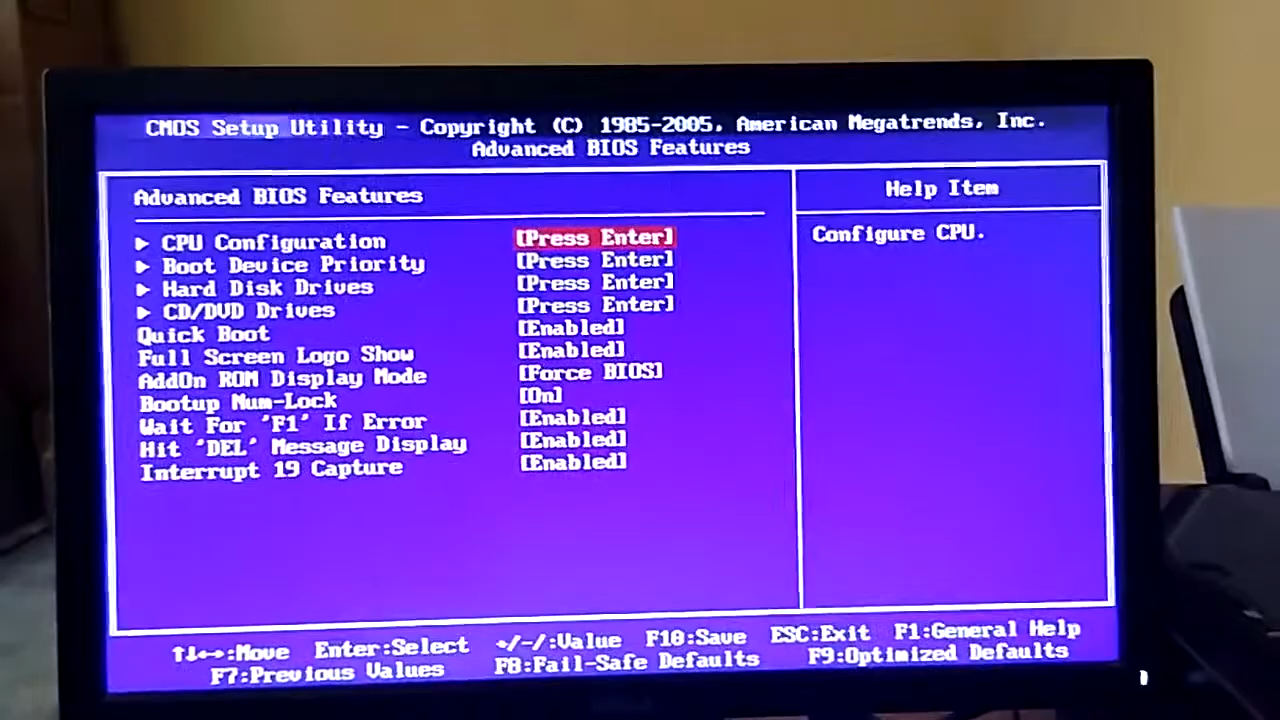 CMOS Setup Utility - Copyright (C) 1985-2005, American Megatrends, Inc.
Advanced BIOS Features
Advanced BIOS Features
Help Item
▶ CPU Configuration [Press Enter]
Configure CPU.
▶ Boot Device Priority [Press Enter]
▶ Hard Disk Drives [Press Enter]
▶ CD/DVD Drives [Press Enter]
Quick Boot [Enabled]
Full Screen Logo Show [Enabled]
AddOn ROM Display Mode [Force BIOS]
Bootup Num-Lock [On]
Wait For 'F1' If Error [Enabled]
Hit 'DEL' Message Display [Enabled]
Interrupt 19 Capture [Enabled]
↑↓←→:Move Enter:Select +/-/:Value F10:Save ESC:Exit F1:General Help
F7:Previous Values F8:Fail-Safe Defaults F9:Optimized Defaults